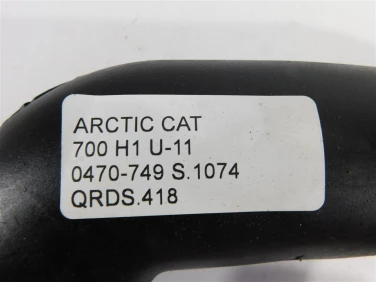 ARCTIC CAT
700 H1 U-11
0470-749 S.1074
QRDS.418